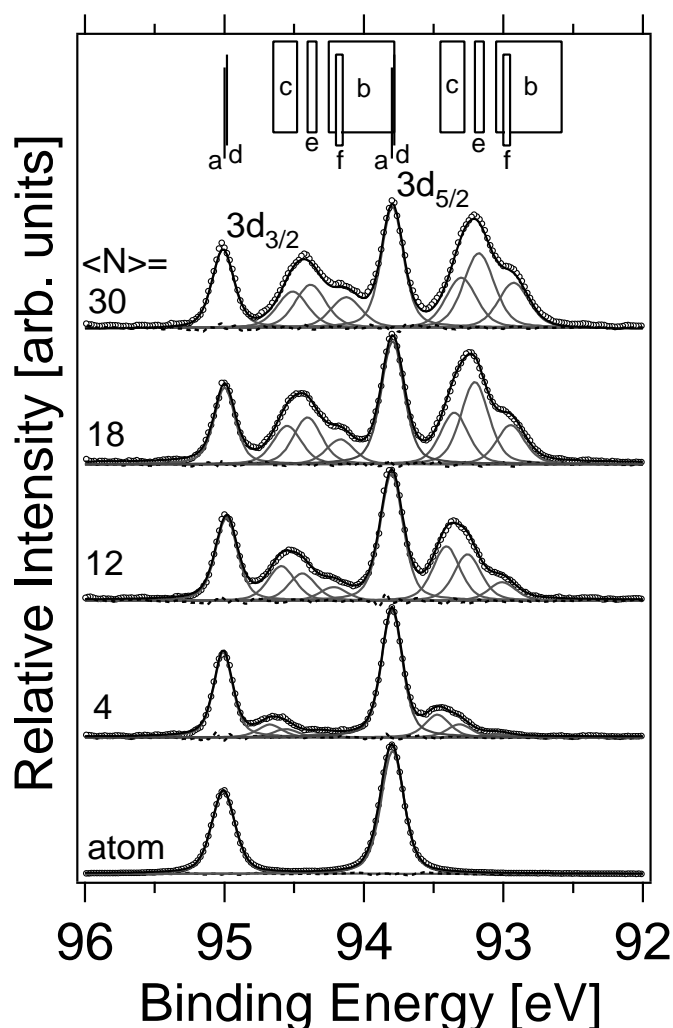 c
b
c
b
e
e
a
d
f
a
d
f
3d5/2
3d3/2
<N>=
30
18
12
4
atom
Relative Intensity [arb. units]
96 95 94 93 92
Binding Energy [eV]